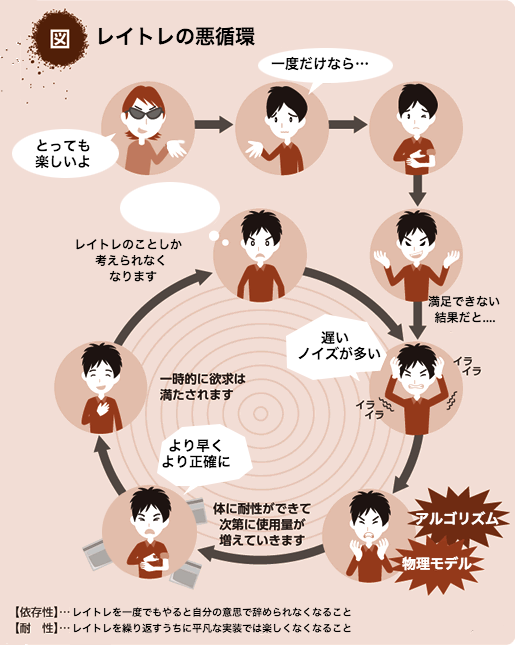 図 レイトレの悪循環
一度だけなら…
とっても
楽しいよ
レイトレのことしか
考えられなく
なります
満足できない
結果だと....
遅い
ノイズが多い
イラ
イラ
イラ
イラ
一時的に欲求は
満たされます
より早く
より正確に
体に耐性ができて
次第に使用量が
増えていきます
アルゴリズム
物理モデル
【依存性】…レイトレを一度でもやると自分の意思で辞められなくなること
【耐　性】…レイトレを繰り返すうちに平凡な実装では楽しくなくなること